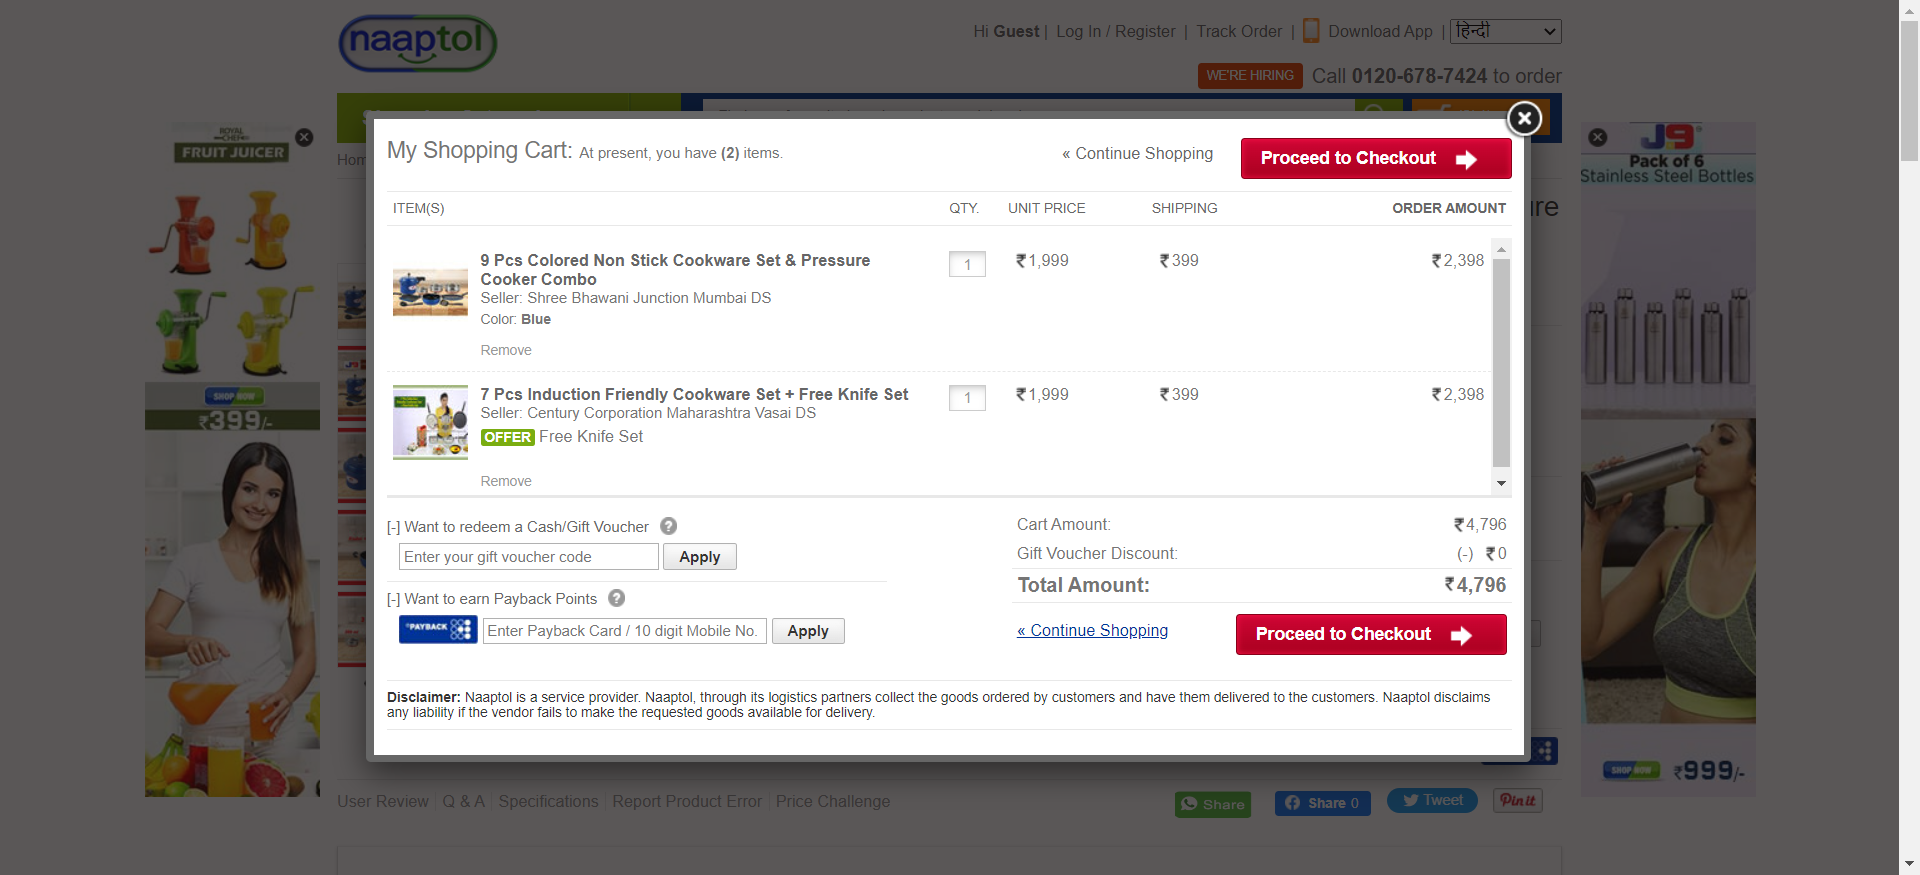 naaptol
Hi Guest | Log In / Register | Track Order | Download App | हिन्दी
WE'RE HIRING Call 0120-678-7424 to order
ROYAL CHEF
FRUIT JUICER
SHOP NOW
₹399/-
J9
Pack of 6
Stainless Steel Bottles
SHOP NOW ₹999/-
My Shopping Cart: At present, you have (2) items.
« Continue Shopping
Proceed to Checkout
ITEM(S) QTY. UNIT PRICE SHIPPING ORDER AMOUNT
9 Pcs Colored Non Stick Cookware Set & Pressure
Cooker Combo
1 ₹1,999 ₹399 ₹2,398
Seller: Shree Bhawani Junction Mumbai DS
Color: Blue
Remove
7 Pcs Induction Friendly Cookware Set + Free Knife Set
1 ₹1,999 ₹399 ₹2,398
Seller: Century Corporation Maharashtra Vasai DS
OFFER Free Knife Set
Remove
[-] Want to redeem a Cash/Gift Voucher ?
Enter your gift voucher code Apply
[-] Want to earn Payback Points ?
PAYBACK Enter Payback Card / 10 digit Mobile No. Apply
Cart Amount: ₹4,796
Gift Voucher Discount: (-) ₹0
Total Amount: ₹4,796
« Continue Shopping
Proceed to Checkout
Disclaimer: Naaptol is a service provider. Naaptol, through its logistics partners collect the goods ordered by customers and have them delivered to the customers. Naaptol disclaims
any liability if the vendor fails to make the requested goods available for delivery.
User Review Q & A Specifications Report Product Error Price Challenge
Share
Share 0
Tweet
Pin it